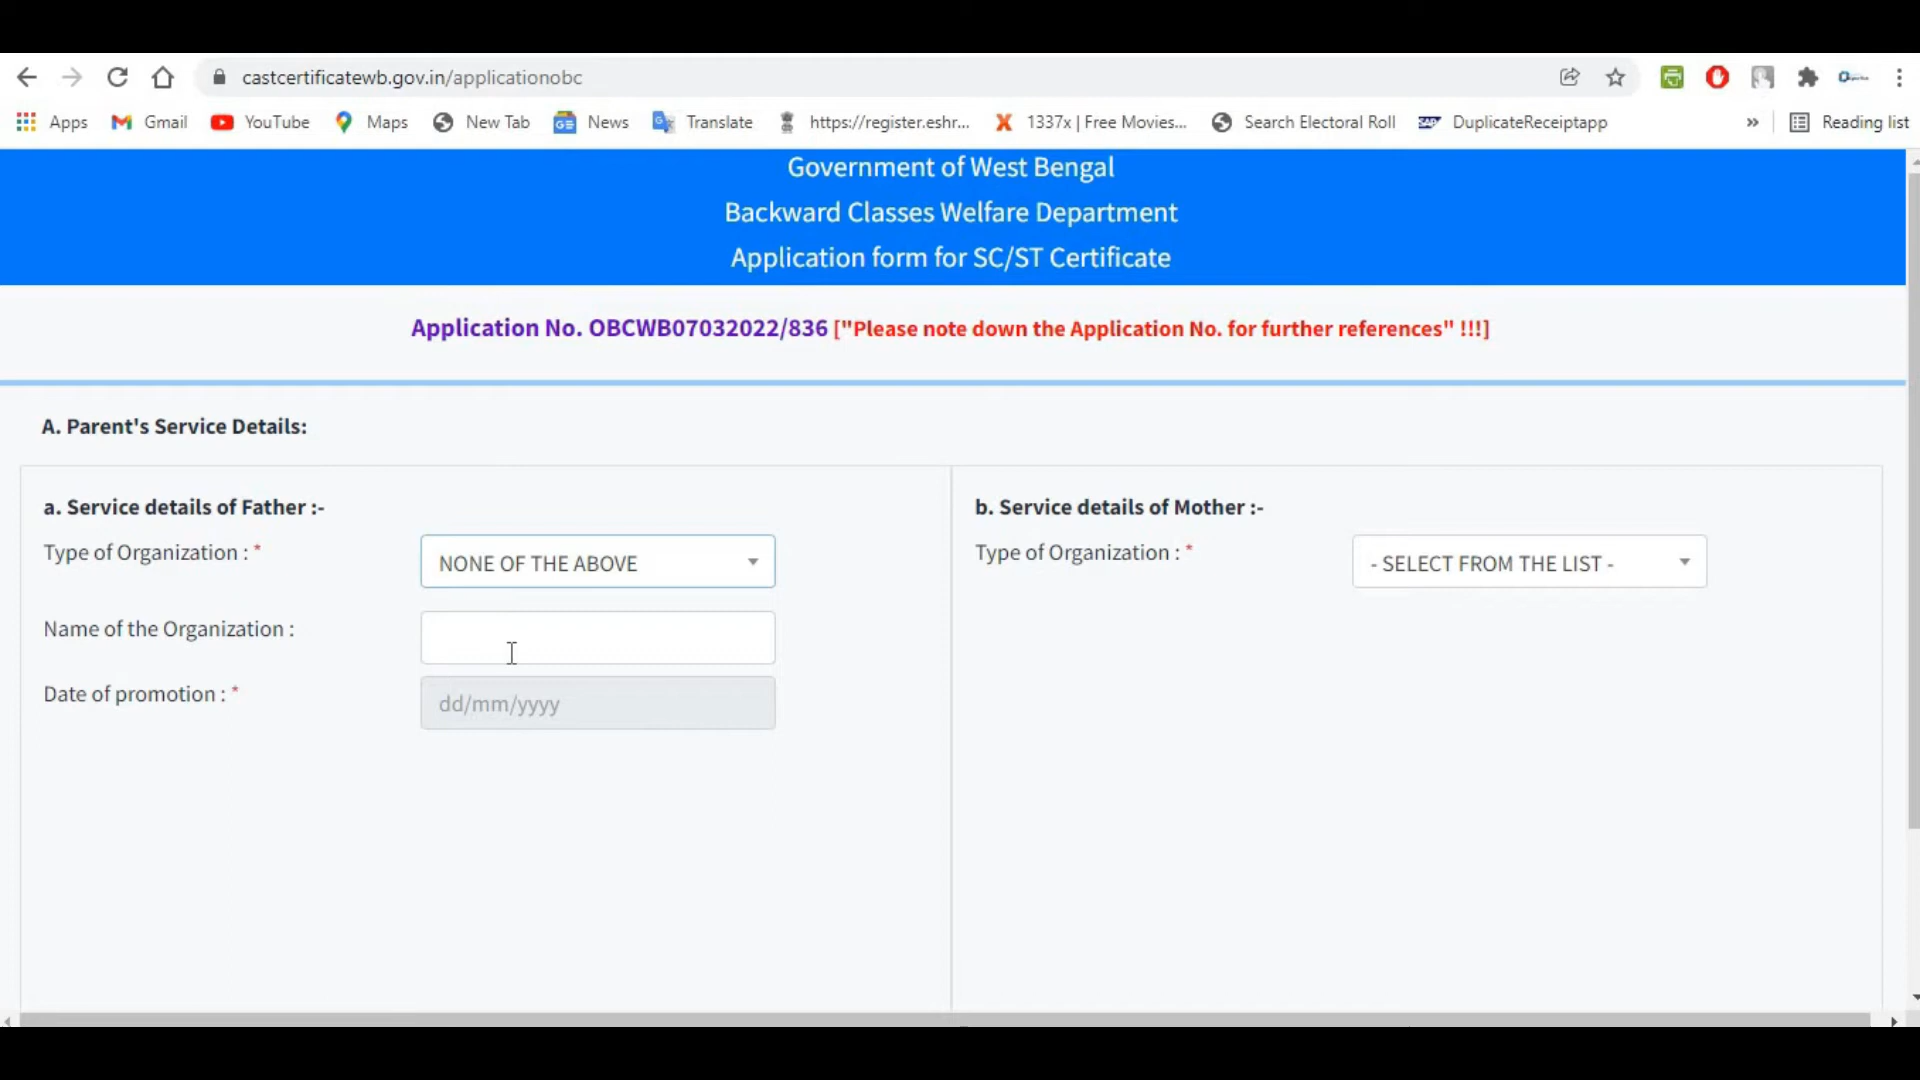 castcertificatewb.gov.in/applicationobc
Apps Gmail YouTube Maps New Tab News Translate https://register.eshr... 1337x | Free Movies... Search Electoral Roll DuplicateReceiptapp » Reading list
Government of West Bengal
Backward Classes Welfare Department
Application form for SC/ST Certificate
Application No. OBCWB07032022/836 ["Please note down the Application No. for further references" !!!]
A. Parent's Service Details:
a. Service details of Father :-
Type of Organization : * NONE OF THE ABOVE
Name of the Organization :
Date of promotion : * dd/mm/yyyy
b. Service details of Mother :-
Type of Organization : * - SELECT FROM THE LIST -